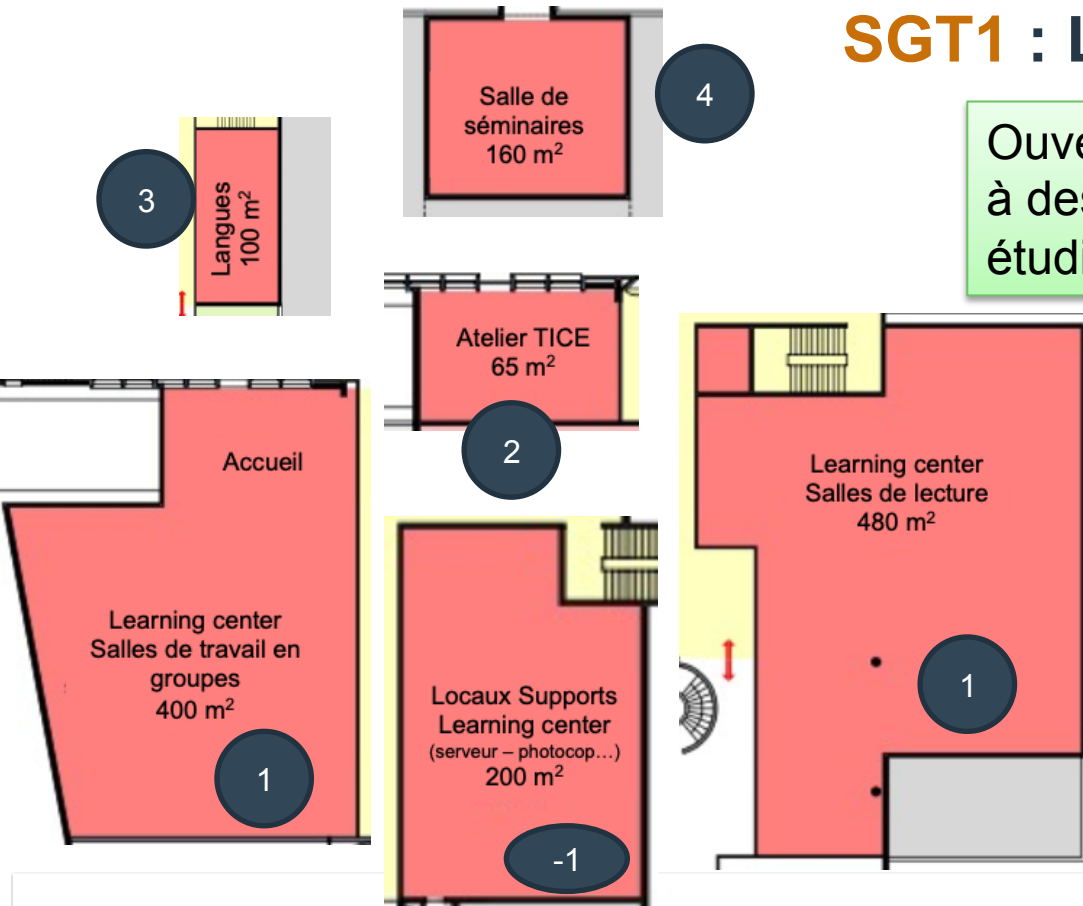 SGT1 : L
Ouve
à des
étudi
4
Salle de
séminaires
160 m²
3
Langues
100 m²
Atelier TICE
65 m²
2
Accueil
Learning center
Salles de travail en
groupes
400 m²
1
Locaux Supports
Learning center
(serveur – photocop…)
200 m²
-1
Learning center
Salles de lecture
480 m²
1